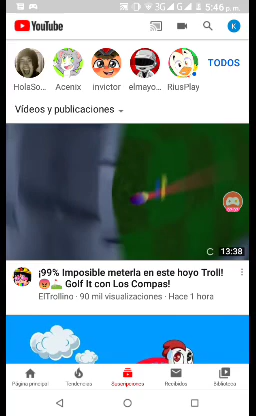 3G 4G 5:46 p.m.
YouTube
K
HolaSo... Acenix invictor elmayo... RiusPlay TODOS
Vídeos y publicaciones
13:38
¡99% Imposible meterla en este hoyo Troll!
Golf It con Los Compas!
ElTrollino · 90 mil visualizaciones · Hace 1 hora
Página principal Tendencias Suscripciones Recibidos Biblioteca